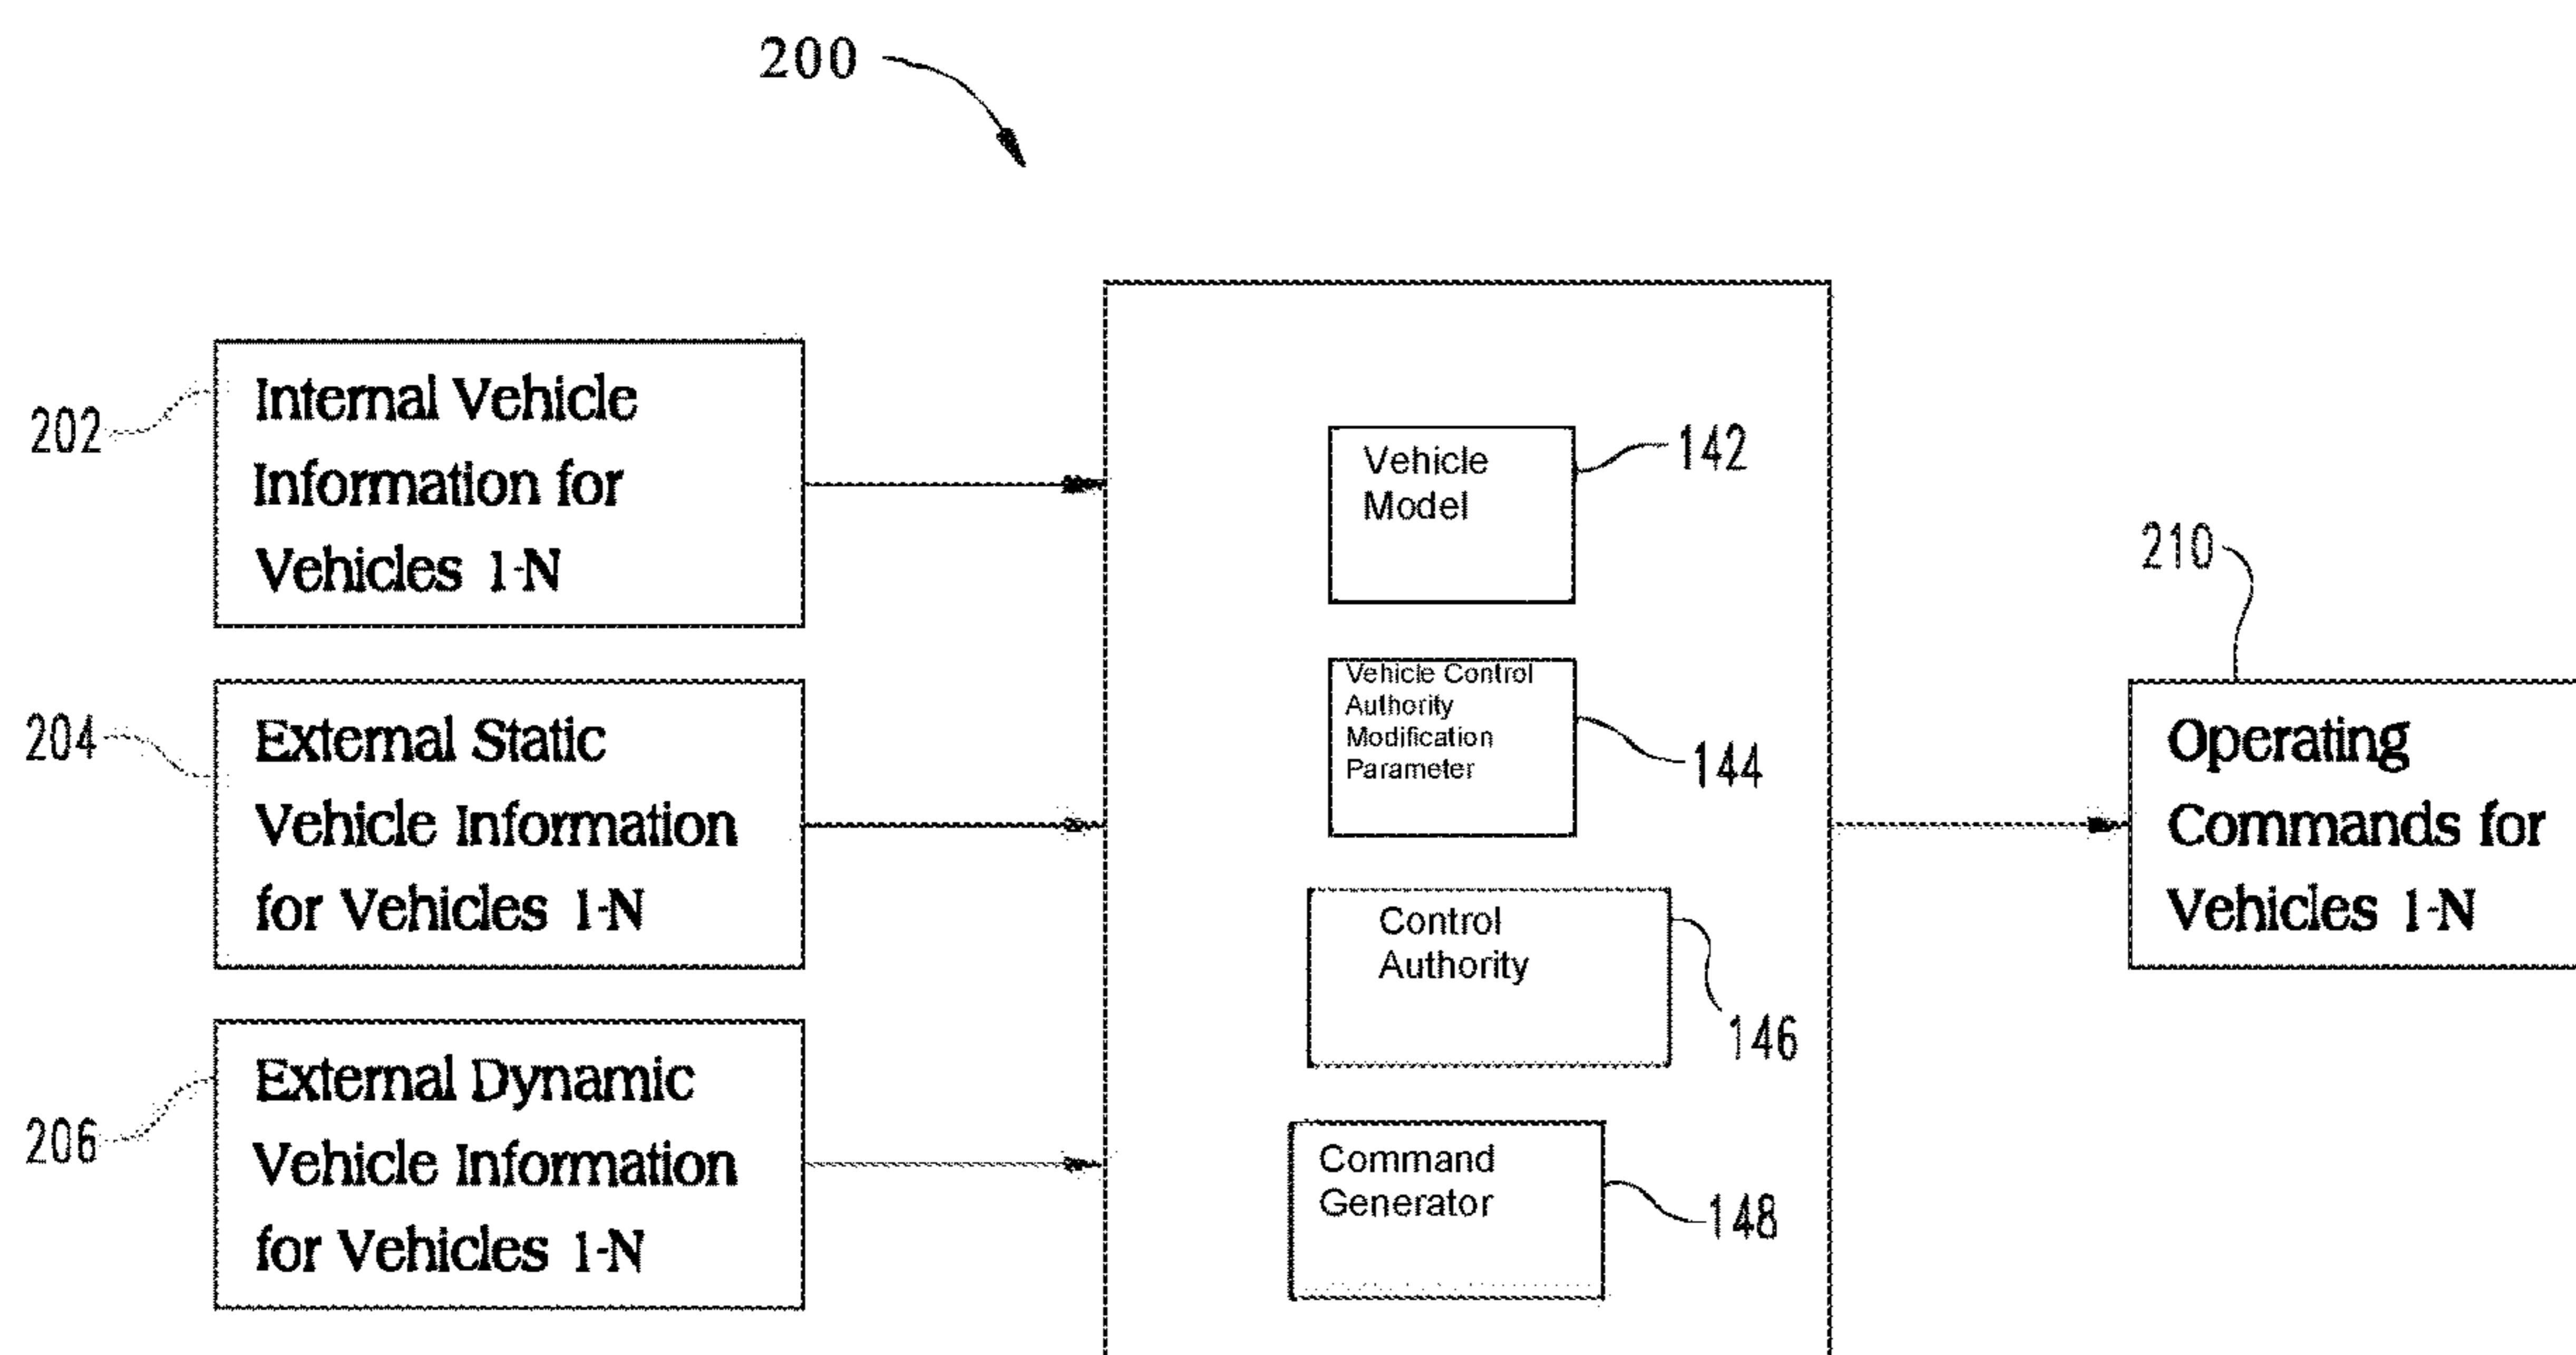 200
202
Internal Vehicle
Information for
Vehicles 1-N
204
External Static
Vehicle Information
for Vehicles 1-N
206
External Dynamic
Vehicle Information
for Vehicles 1-N
Vehicle
Model
142
Vehicle Control
Authority
Modification
Parameter
144
Control
Authority
146
Command
Generator
148
210
Operating
Commands for
Vehicles 1-N